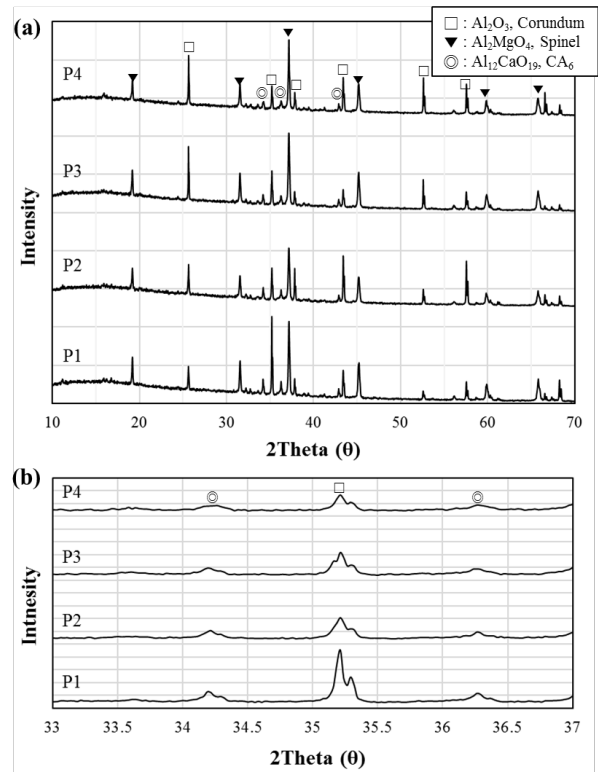 (a)
□ : Al₂O₃, Corundum
▼ : Al₂MgO₄, Spinel
◎ : Al₁₂CaO₁₉, CA₆
P4
P3
P2
P1
Intensity
10 20 30 40 50 60 70
2Theta (θ)
(b)
P4
P3
P2
P1
Intnesity
33 33.5 34 34.5 35 35.5 36 36.5 37
2Theta (θ)